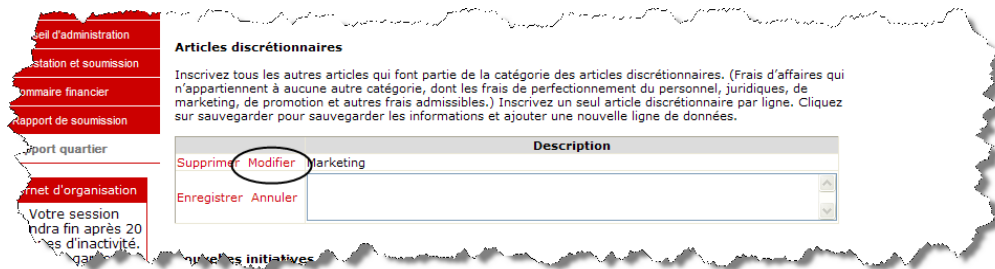 seil d'administration
station et soumission
ommaire financier
Rapport de soumission
port quartier
rnet d'organisation
Votre session
ndra fin après 20
es d'inactivité.
Articles discrétionnaires
Inscrivez tous les autres articles qui font partie de la catégorie des articles discrétionnaires. (Frais d'affaires qui
n'appartiennent à aucune autre catégorie, dont les frais de perfectionnement du personnel, juridiques, de
marketing, de promotion et autres frais admissibles.) Inscrivez un seul article discrétionnaire par ligne. Cliquez
sur sauvegarder pour sauvegarder les informations et ajouter une nouvelle ligne de données.
Description
Supprimer Modifier Marketing
Enregistrer Annuler
Nouvelles initiatives